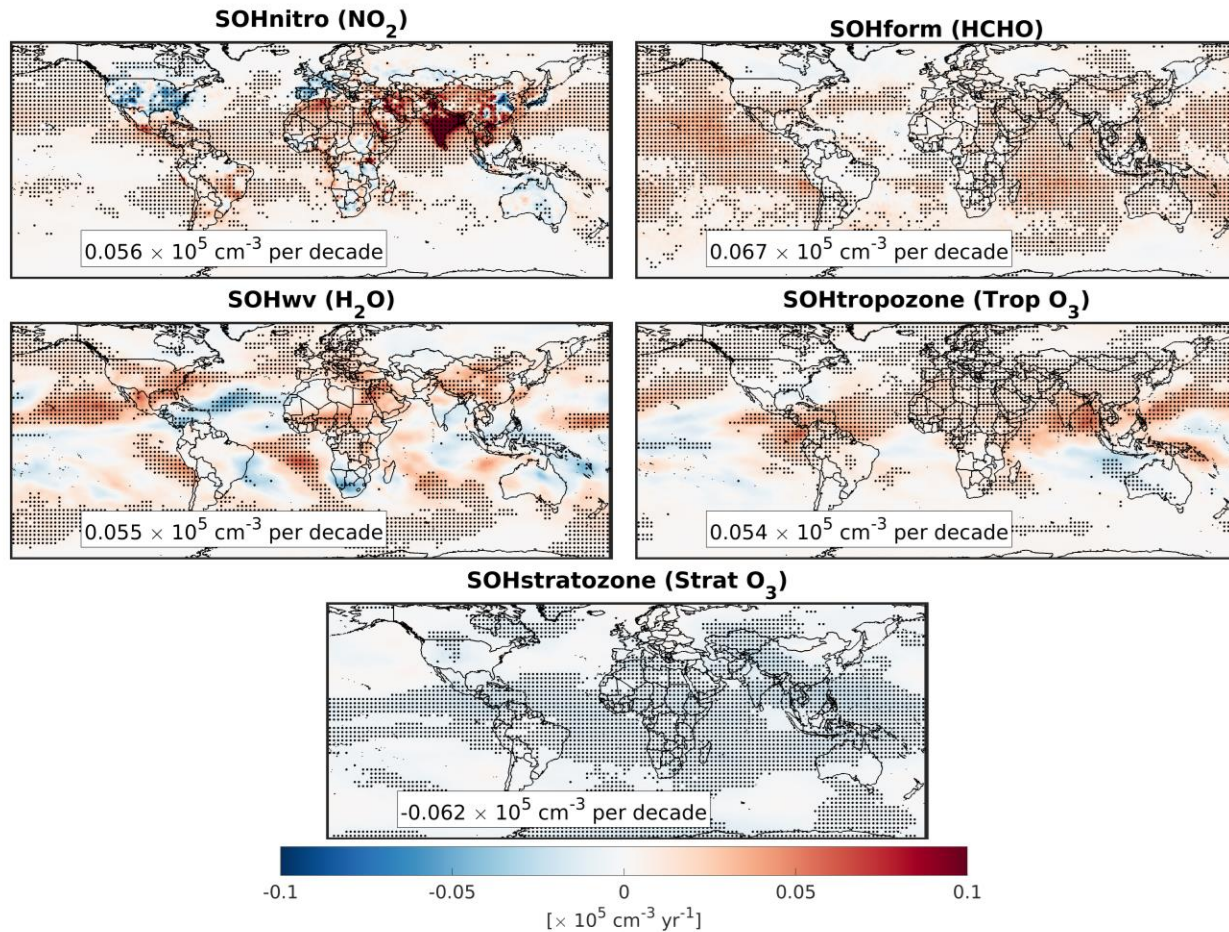 SOHnitro (NO2)
SOHform (HCHO)
0.056 × 10^5 cm^-3 per decade
0.067 × 10^5 cm^-3 per decade
SOHwv (H2O)
SOHtropozone (Trop O3)
0.055 × 10^5 cm^-3 per decade
0.054 × 10^5 cm^-3 per decade
SOHstratozone (Strat O3)
-0.062 × 10^5 cm^-3 per decade
-0.1 -0.05 0 0.05 0.1
[× 10^5 cm^-3 yr^-1]